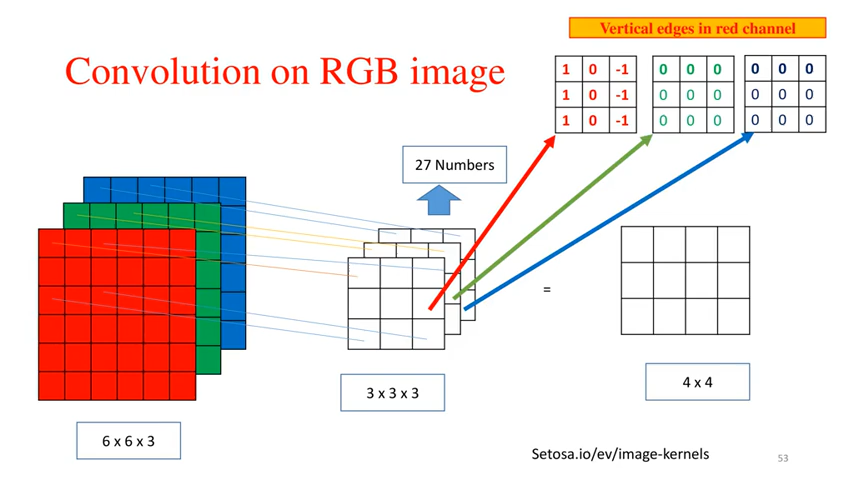 Vertical edges in red channel
Convolution on RGB image
1 0 -1 0 0 0 0 0 0
1 0 -1 0 0 0 0 0 0
1 0 -1 0 0 0 0 0 0
27 Numbers
=
3 x 3 x 3
4 x 4
6 x 6 x 3
Setosa.io/ev/image-kernels
53